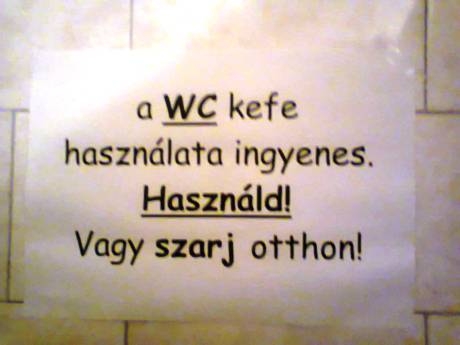 a WC kefe
használata ingyenes.
Használd!
Vagy szarj otthon!